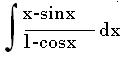 ∫ x-sinx
1-cosx dx